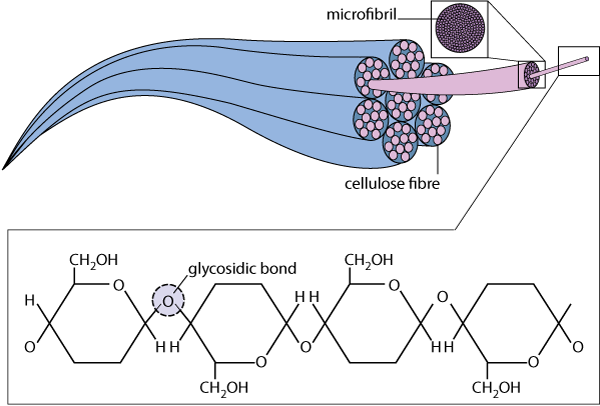 microfibril
cellulose fibre
CH₂OH
CH₂OH
glycosidic bond
H
O
O
H H
O
O
O
H H
O
H H
O
O
O
CH₂OH
CH₂OH